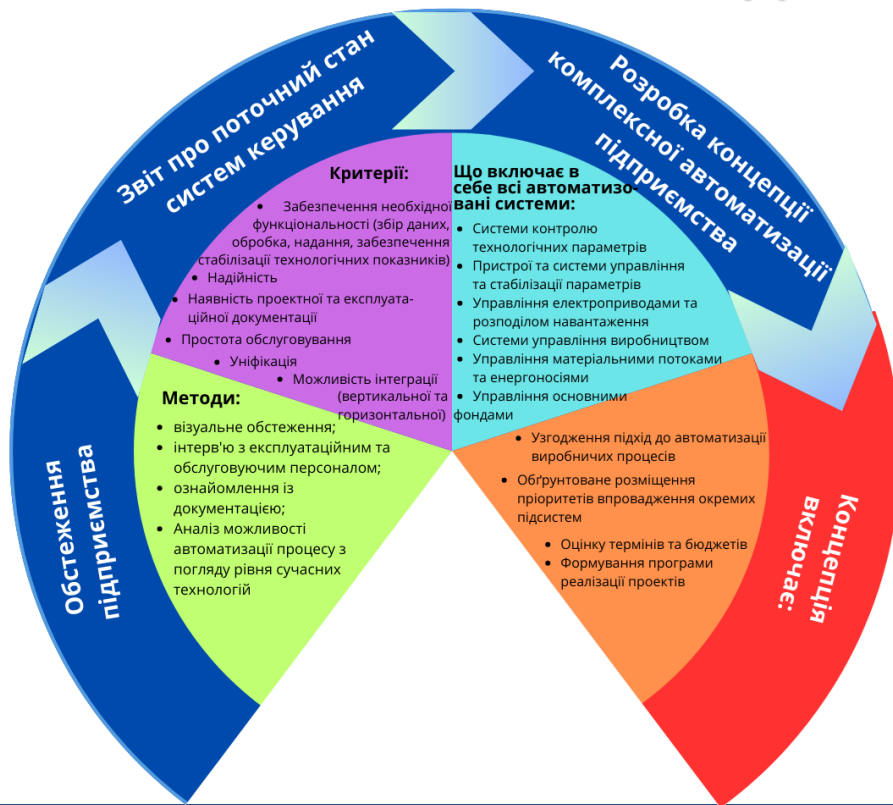 Обстеження
підприємства
Методи:
візуальне обстеження;
інтерв'ю з експлуатаційним та
обслуговуючим персоналом;
ознайомлення із
документацією;
Аналіз можливості
автоматизації процесу з
погляду рівня сучасних
технологій
Звіт про поточний стан
систем керування
Критерії:
Забезпечення необхідної
функціональності (збір даних,
обробка, надання, забезпечення
стабілізації технологічних показників)
Надійність
Наявність проектної та експлуата-
ційної документації
Простота обслуговування
Уніфікація
Можливість інтеграції
(вертикальної та
горизонтальної)
Розробка концепції
комплексної автоматизації
підприємства
Що включає в
себе всі автоматизо-
вані системи:
Системи контролю
технологічних параметрів
Пристрої та системи управління
та стабілізації параметрів
Управління електроприводами та
розподілом навантаження
Системи управління виробництвом
Управління матеріальними потоками
та енергоносіями
Управління основними
фондами
Концепція
включає:
Узгодження підхід до автоматизації
виробничих процесів
Обґрунтоване розміщення
пріоритетів впровадження окремих
підсистем
Оцінку термінів та бюджетів
Формування програми
реалізації проектів